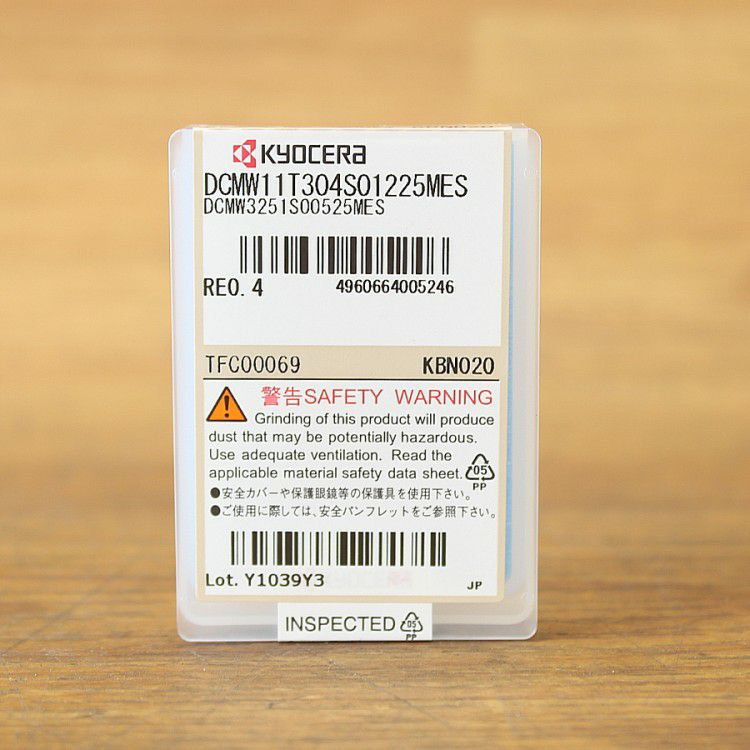 KYOCERA
DCMW11T304S01225MES
DCMW3251S00525MES
RE0.4 4960664005246
TFC00069 KBN020
警告SAFETY WARNING
Grinding of this product will produce
dust that may be potentially hazardous.
Use adequate ventilation. Read the
applicable material safety data sheet.
05
PP
●安全カバーや保護眼鏡等の保護具を使用下さい。
●ご使用に際しては、安全パンフレットをご参照下さい。
Lot. Y1039Y3 JP
INSPECTED 05
PP